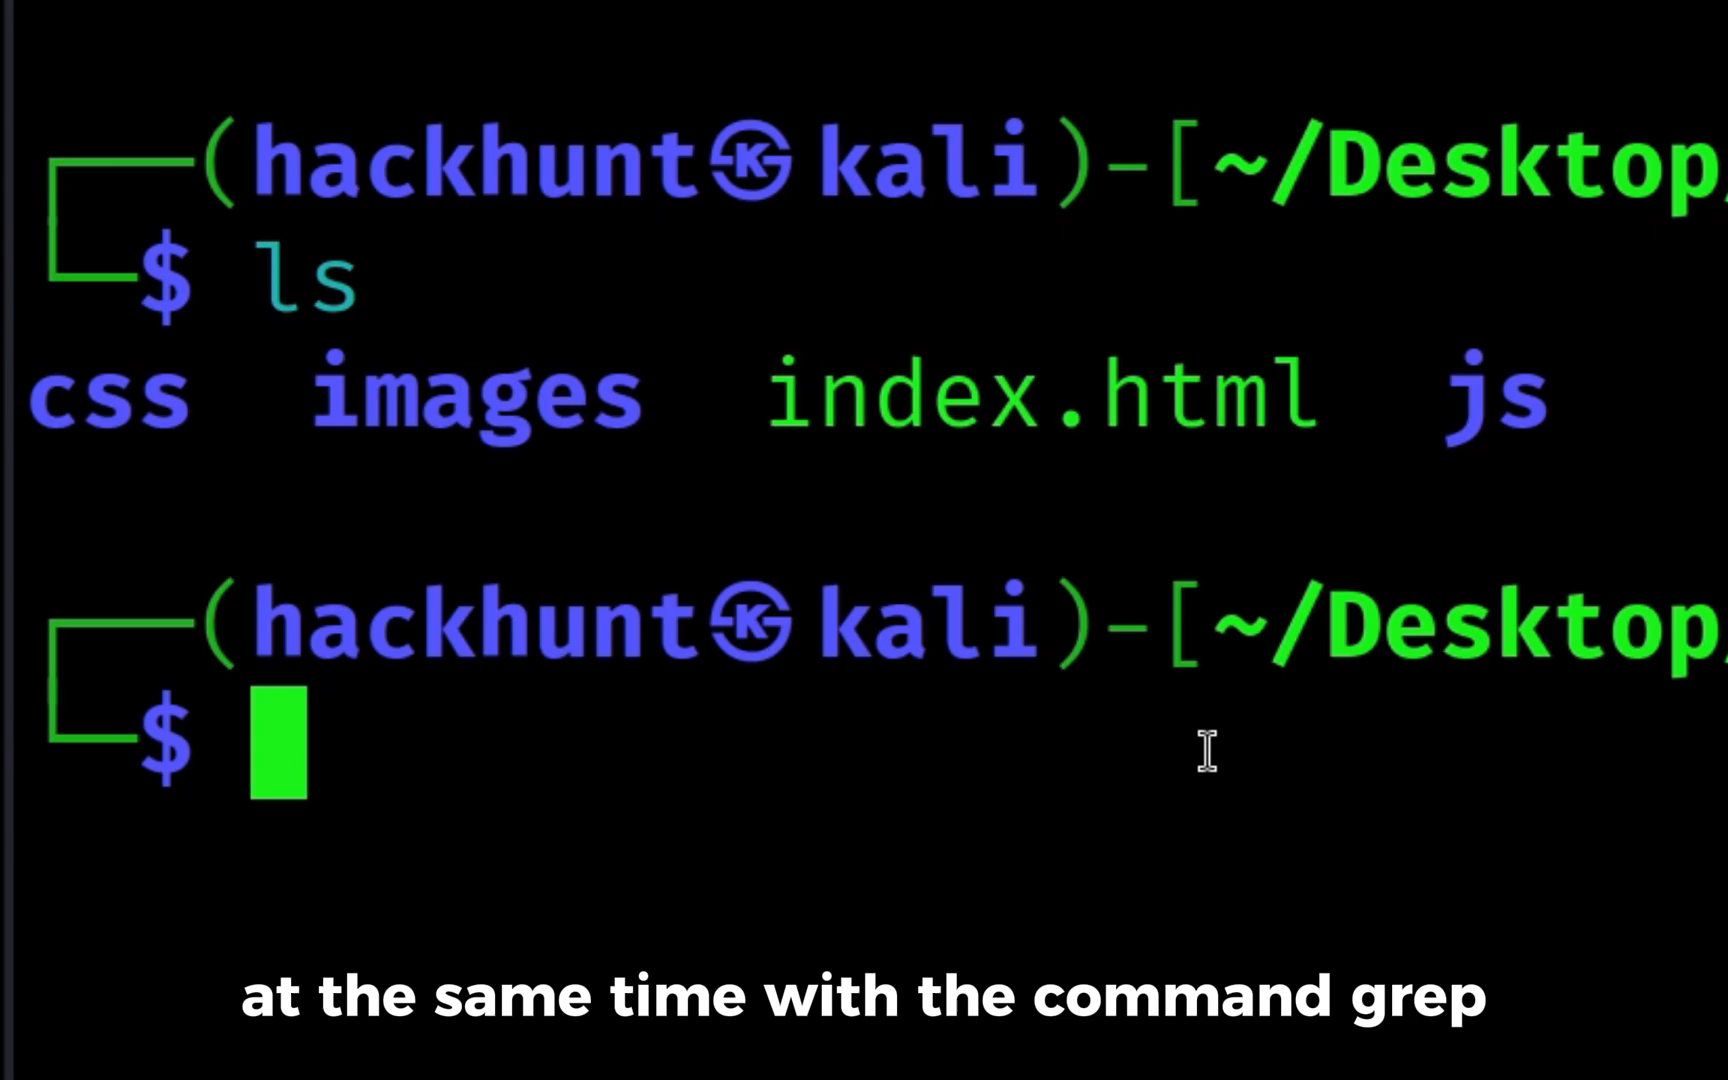 ┌──(hackhunt㉿kali)-[~/Desktop/
└─$ ls
css images index.html js
┌──(hackhunt㉿kali)-[~/Desktop/
└─$
at the same time with the command grep